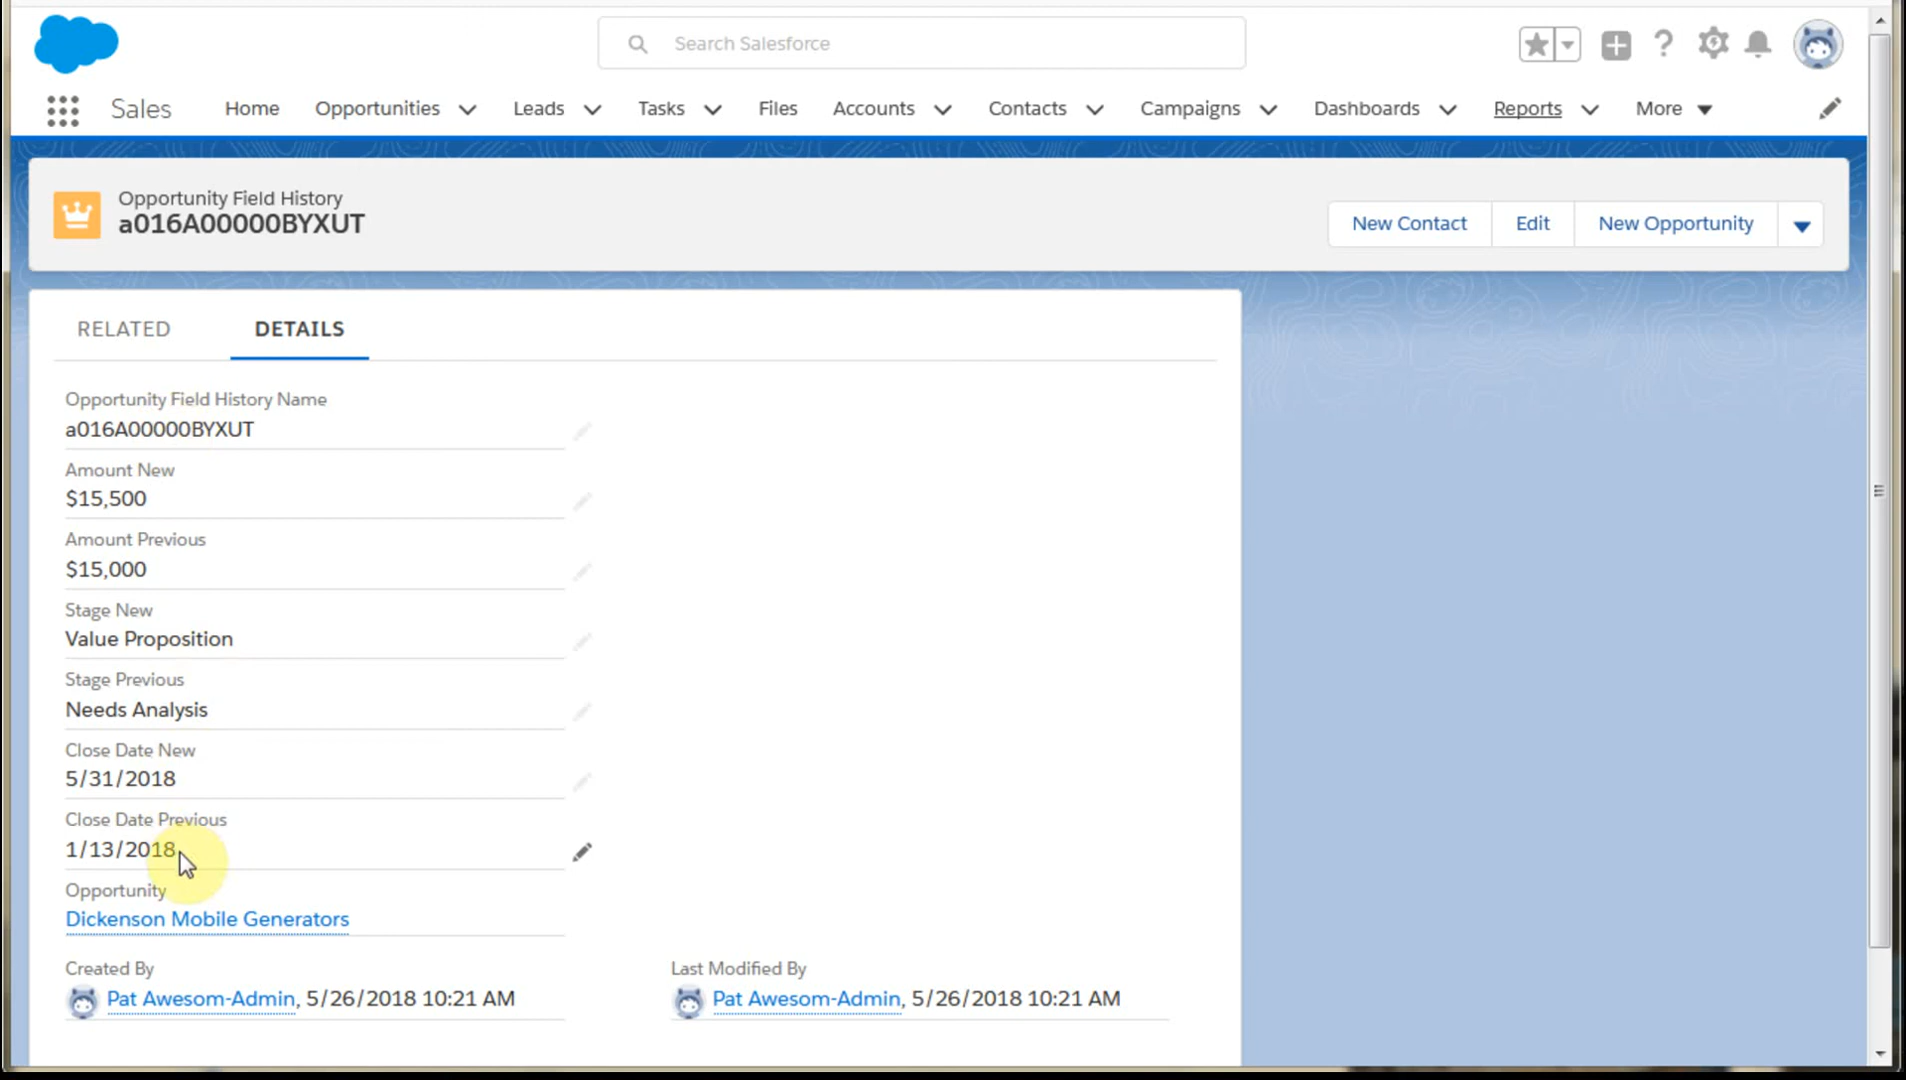 Search Salesforce
Sales Home Opportunities Leads Tasks Files Accounts Contacts Campaigns Dashboards Reports More
Opportunity Field History
a016A00000BYXUT
New Contact Edit New Opportunity
RELATED DETAILS
Opportunity Field History Name
a016A00000BYXUT
Amount New
$15,500
Amount Previous
$15,000
Stage New
Value Proposition
Stage Previous
Needs Analysis
Close Date New
5/31/2018
Close Date Previous
1/13/2018
Opportunity
Dickenson Mobile Generators
Created By Last Modified By
Pat Awesom-Admin, 5/26/2018 10:21 AM Pat Awesom-Admin, 5/26/2018 10:21 AM